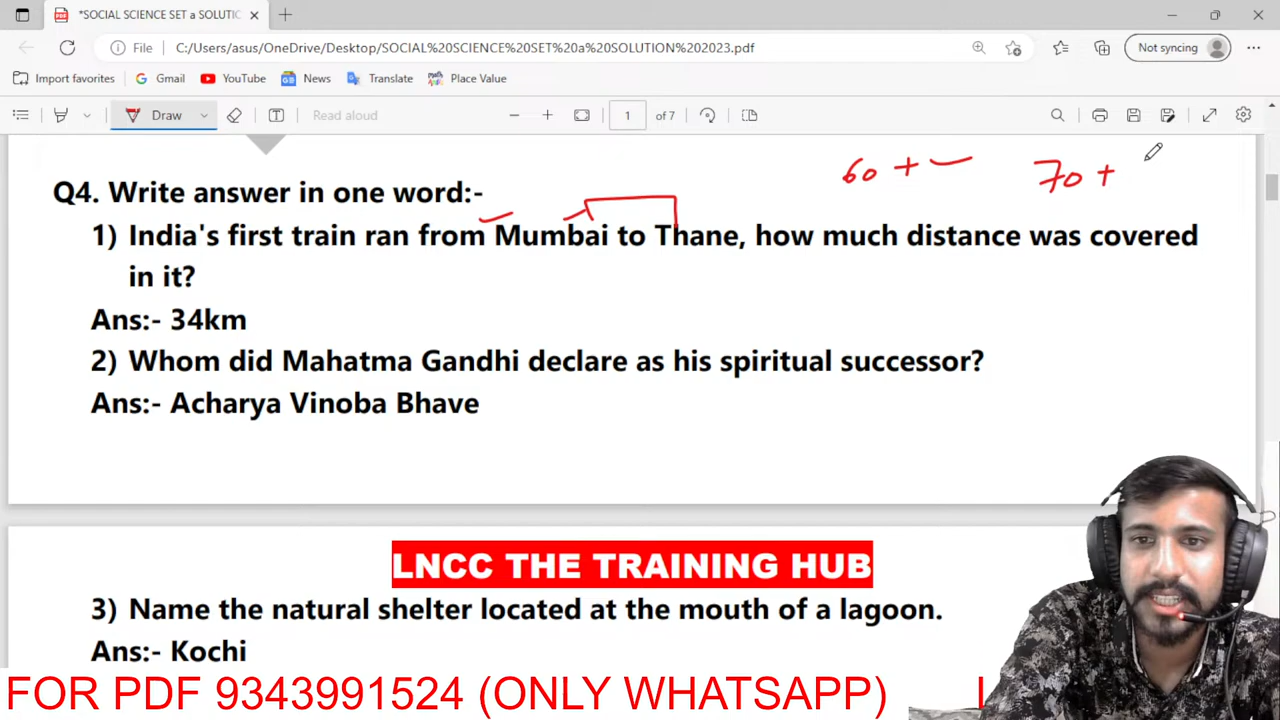 *SOCIAL SCIENCE SET a SOLUTIO
File C:/Users/asus/OneDrive/Desktop/SOCIAL%20SCIENCE%20SET%20a%20SOLUTION%202023.pdf
Not syncing
Import favorites Gmail YouTube News Translate Place Value
Draw Read aloud 1 of 7
60 + 70 +
Q4. Write answer in one word:-
1) India's first train ran from Mumbai to Thane, how much distance was covered
in it?
Ans:- 34km
2) Whom did Mahatma Gandhi declare as his spiritual successor?
Ans:- Acharya Vinoba Bhave
LNCC THE TRAINING HUB
3) Name the natural shelter located at the mouth of a lagoon.
Ans:- Kochi
FOR PDF 9343991524 (ONLY WHATSAPP)